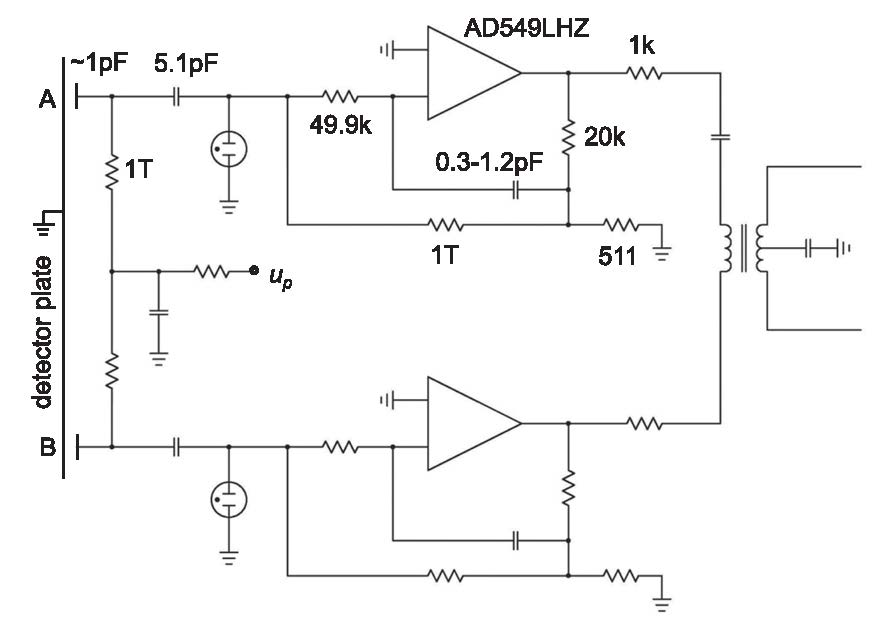 AD549LHZ
1k
~1pF
5.1pF
A
49.9k
20k
1T
0.3-1.2pF
1T
511
u_p
detector plate
B